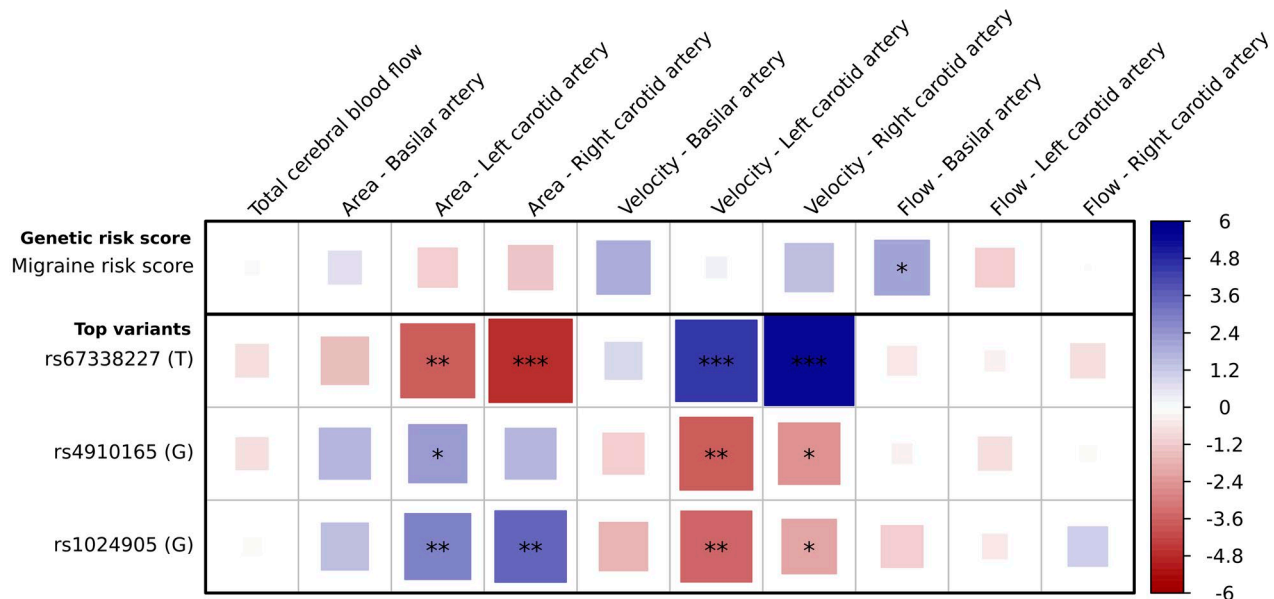 Total cerebral blood flow
Area - Basilar artery
Area - Left carotid artery
Area - Right carotid artery
Velocity - Basilar artery
Velocity - Left carotid artery
Velocity - Right carotid artery
Flow - Basilar artery
Flow - Left carotid artery
Flow - Right carotid artery
Genetic risk score
Migraine risk score
*
Top variants
rs67338227 (T)
** *** *** ***
rs4910165 (G)
* ** *
rs1024905 (G)
** ** ** *
6
4.8
3.6
2.4
1.2
0
-1.2
-2.4
-3.6
-4.8
-6